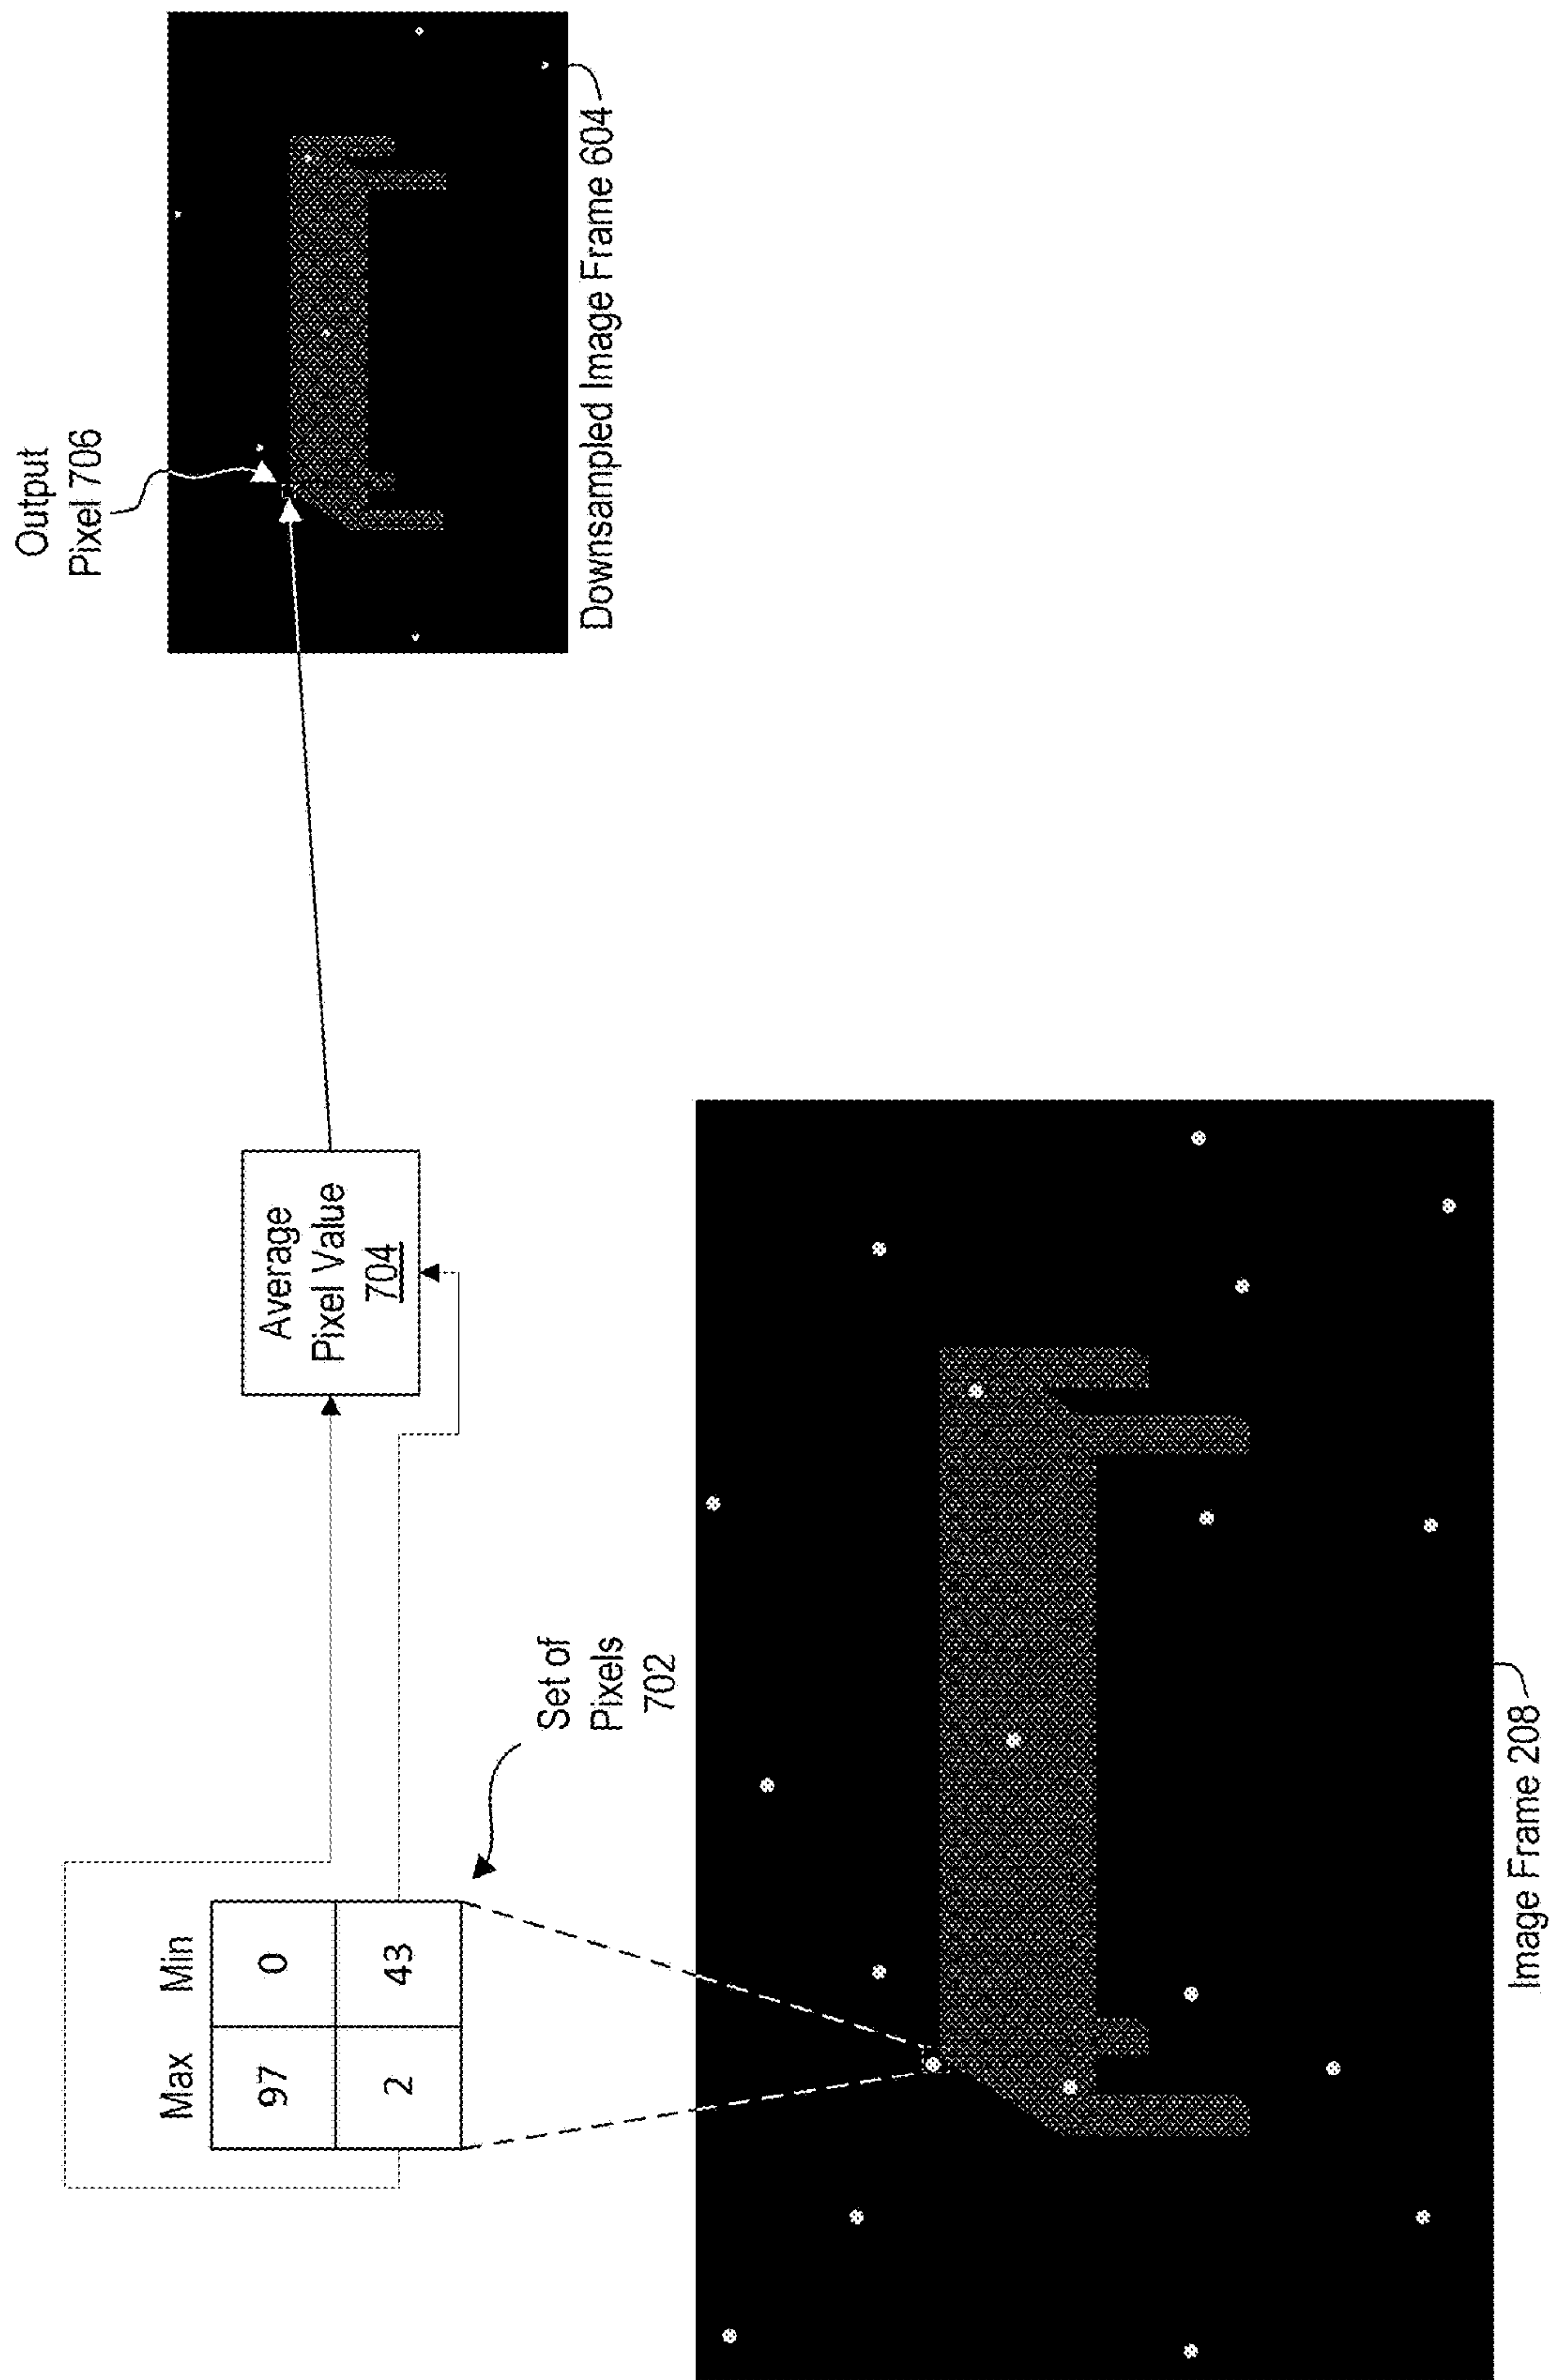 Max
Min
97
0
2
43
Set of
Pixels
702
Average
Pixel Value
704
Output
Pixel 706
Downsampled Image Frame 604
Image Frame 208